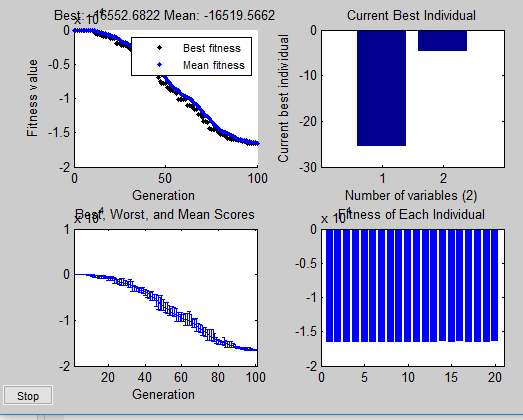 Best: -16552.6822 Mean: -16519.5662
x 10^4
0
-0.5
-1
-1.5
-2
0
50
100
Fitness value
Generation
Best fitness
Mean fitness
Current Best Individual
0
-10
-20
-30
1
2
Current best individual
Number of variables (2)
Best, Worst, and Mean Scores
x 10^4
1
0
-1
-2
20
40
60
80
100
Generation
Fitness of Each Individual
x 10^4
0
-0.5
-1
-1.5
-2
0
5
10
15
20
Stop